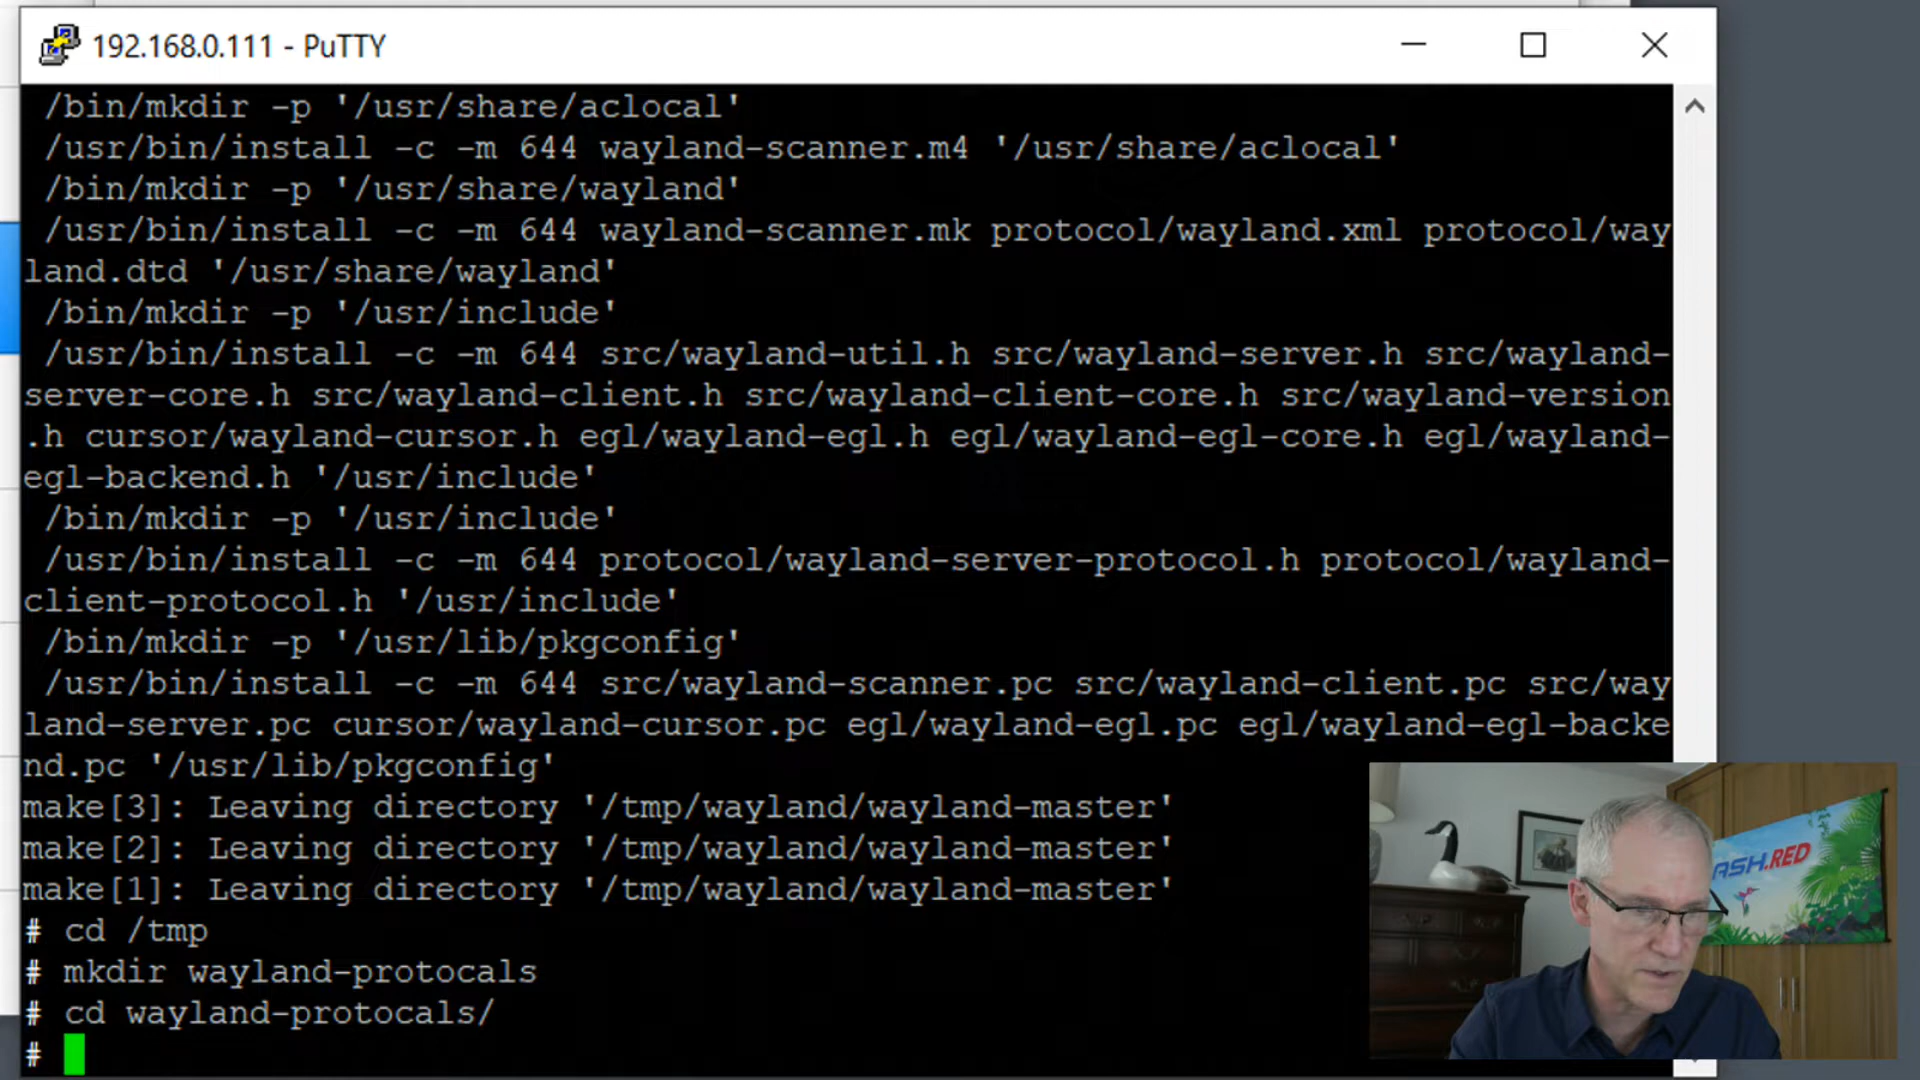 192.168.0.111 - PuTTY
/bin/mkdir -p '/usr/share/aclocal'
/usr/bin/install -c -m 644 wayland-scanner.m4 '/usr/share/aclocal'
/bin/mkdir -p '/usr/share/wayland'
/usr/bin/install -c -m 644 wayland-scanner.mk protocol/wayland.xml protocol/way
land.dtd '/usr/share/wayland'
/bin/mkdir -p '/usr/include'
/usr/bin/install -c -m 644 src/wayland-util.h src/wayland-server.h src/wayland-
server-core.h src/wayland-client.h src/wayland-client-core.h src/wayland-version
.h cursor/wayland-cursor.h egl/wayland-egl.h egl/wayland-egl-core.h egl/wayland-
egl-backend.h '/usr/include'
/bin/mkdir -p '/usr/include'
/usr/bin/install -c -m 644 protocol/wayland-server-protocol.h protocol/wayland-
client-protocol.h '/usr/include'
/bin/mkdir -p '/usr/lib/pkgconfig'
/usr/bin/install -c -m 644 src/wayland-scanner.pc src/wayland-client.pc src/way
land-server.pc cursor/wayland-cursor.pc egl/wayland-egl.pc egl/wayland-egl-backe
nd.pc '/usr/lib/pkgconfig'
make[3]: Leaving directory '/tmp/wayland/wayland-master'
make[2]: Leaving directory '/tmp/wayland/wayland-master'
make[1]: Leaving directory '/tmp/wayland/wayland-master'
# cd /tmp
# mkdir wayland-protocals
# cd wayland-protocals/
#
ASH.RED